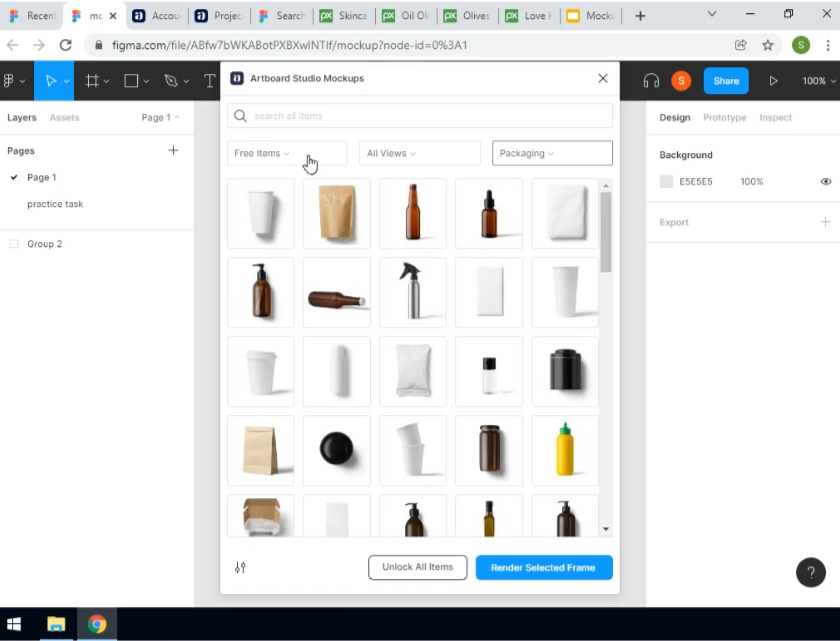 Recen
mc
Accou
Project
Search
Skinca
Oil Oli
Olives
Love H
Mocku
figma.com/file/ABfw7bWKABotPXBXwINTIf/mockup?node-id=0%3A1
S
T
Artboard Studio Mockups
S
Share
100%
Layers
Assets
Page 1
search all items
Design
Prototype
Inspect
Pages
Free Items
All Views
Packaging
Background
Page 1
E5E5E5
100%
practice task
Export
Group 2
Unlock All Items
Render Selected Frame
?